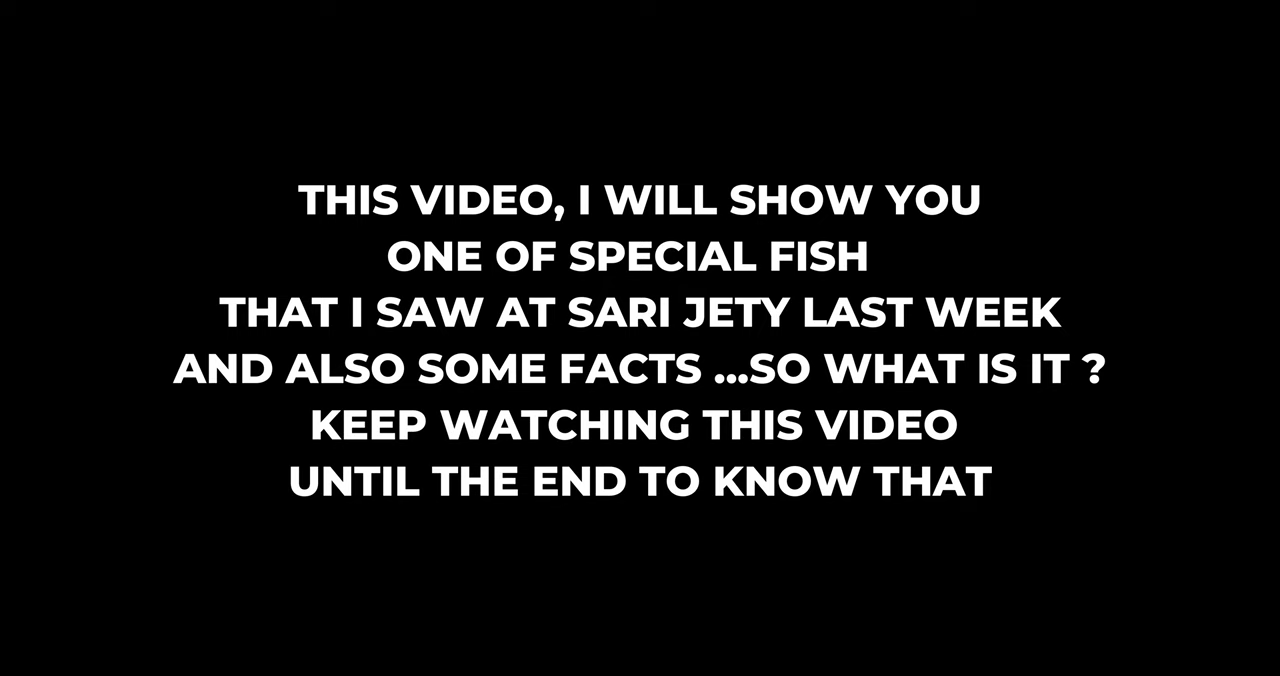 THIS VIDEO, I WILL SHOW YOU
ONE OF SPECIAL FISH
THAT I SAW AT SARI JETY LAST WEEK
AND ALSO SOME FACTS ...SO WHAT IS IT ?
KEEP WATCHING THIS VIDEO
UNTIL THE END TO KNOW THAT